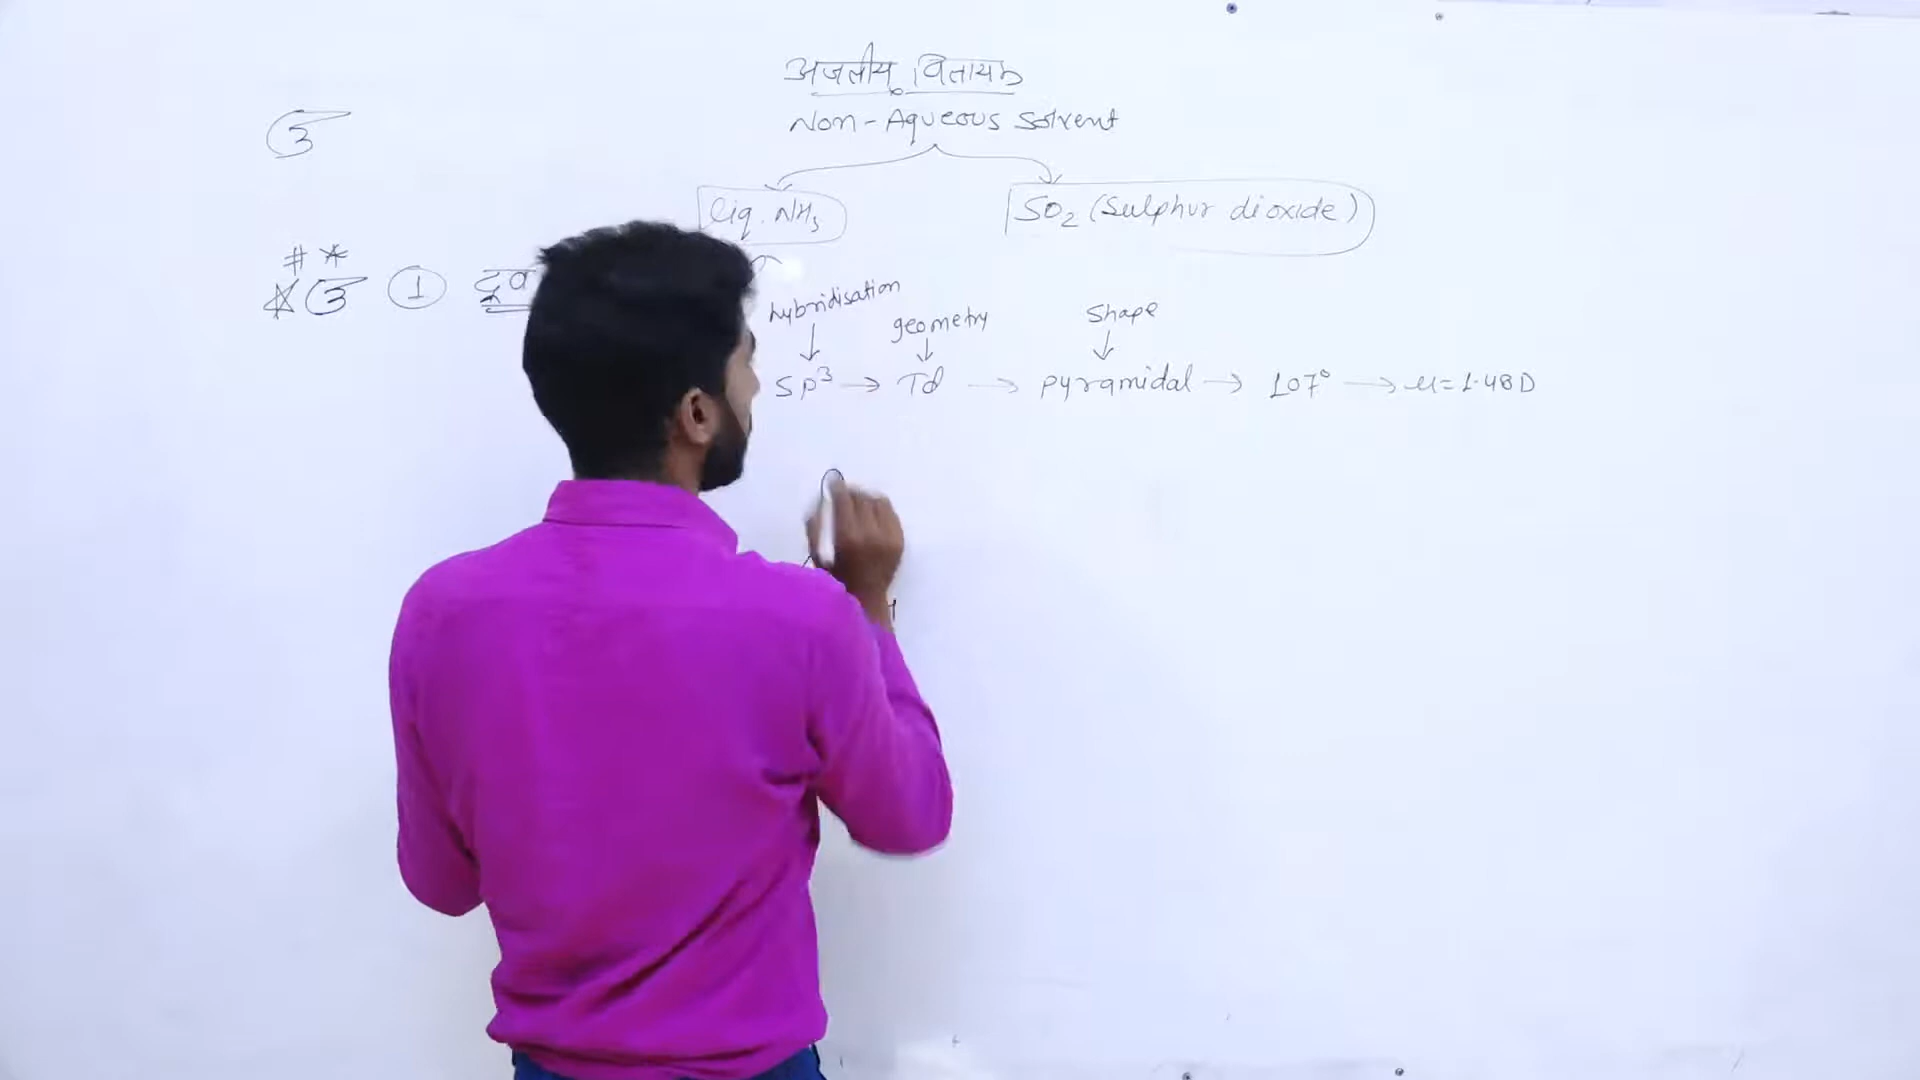 अजलीय विलायक
Non-Aqueous Solvent
3
liq. NH3
SO2 (Sulphur dioxide)
# *
3 1 द्रव
hybridisation
geometry
Shape
SP3 → Td → pyramidal → 107° → μ=1.48D